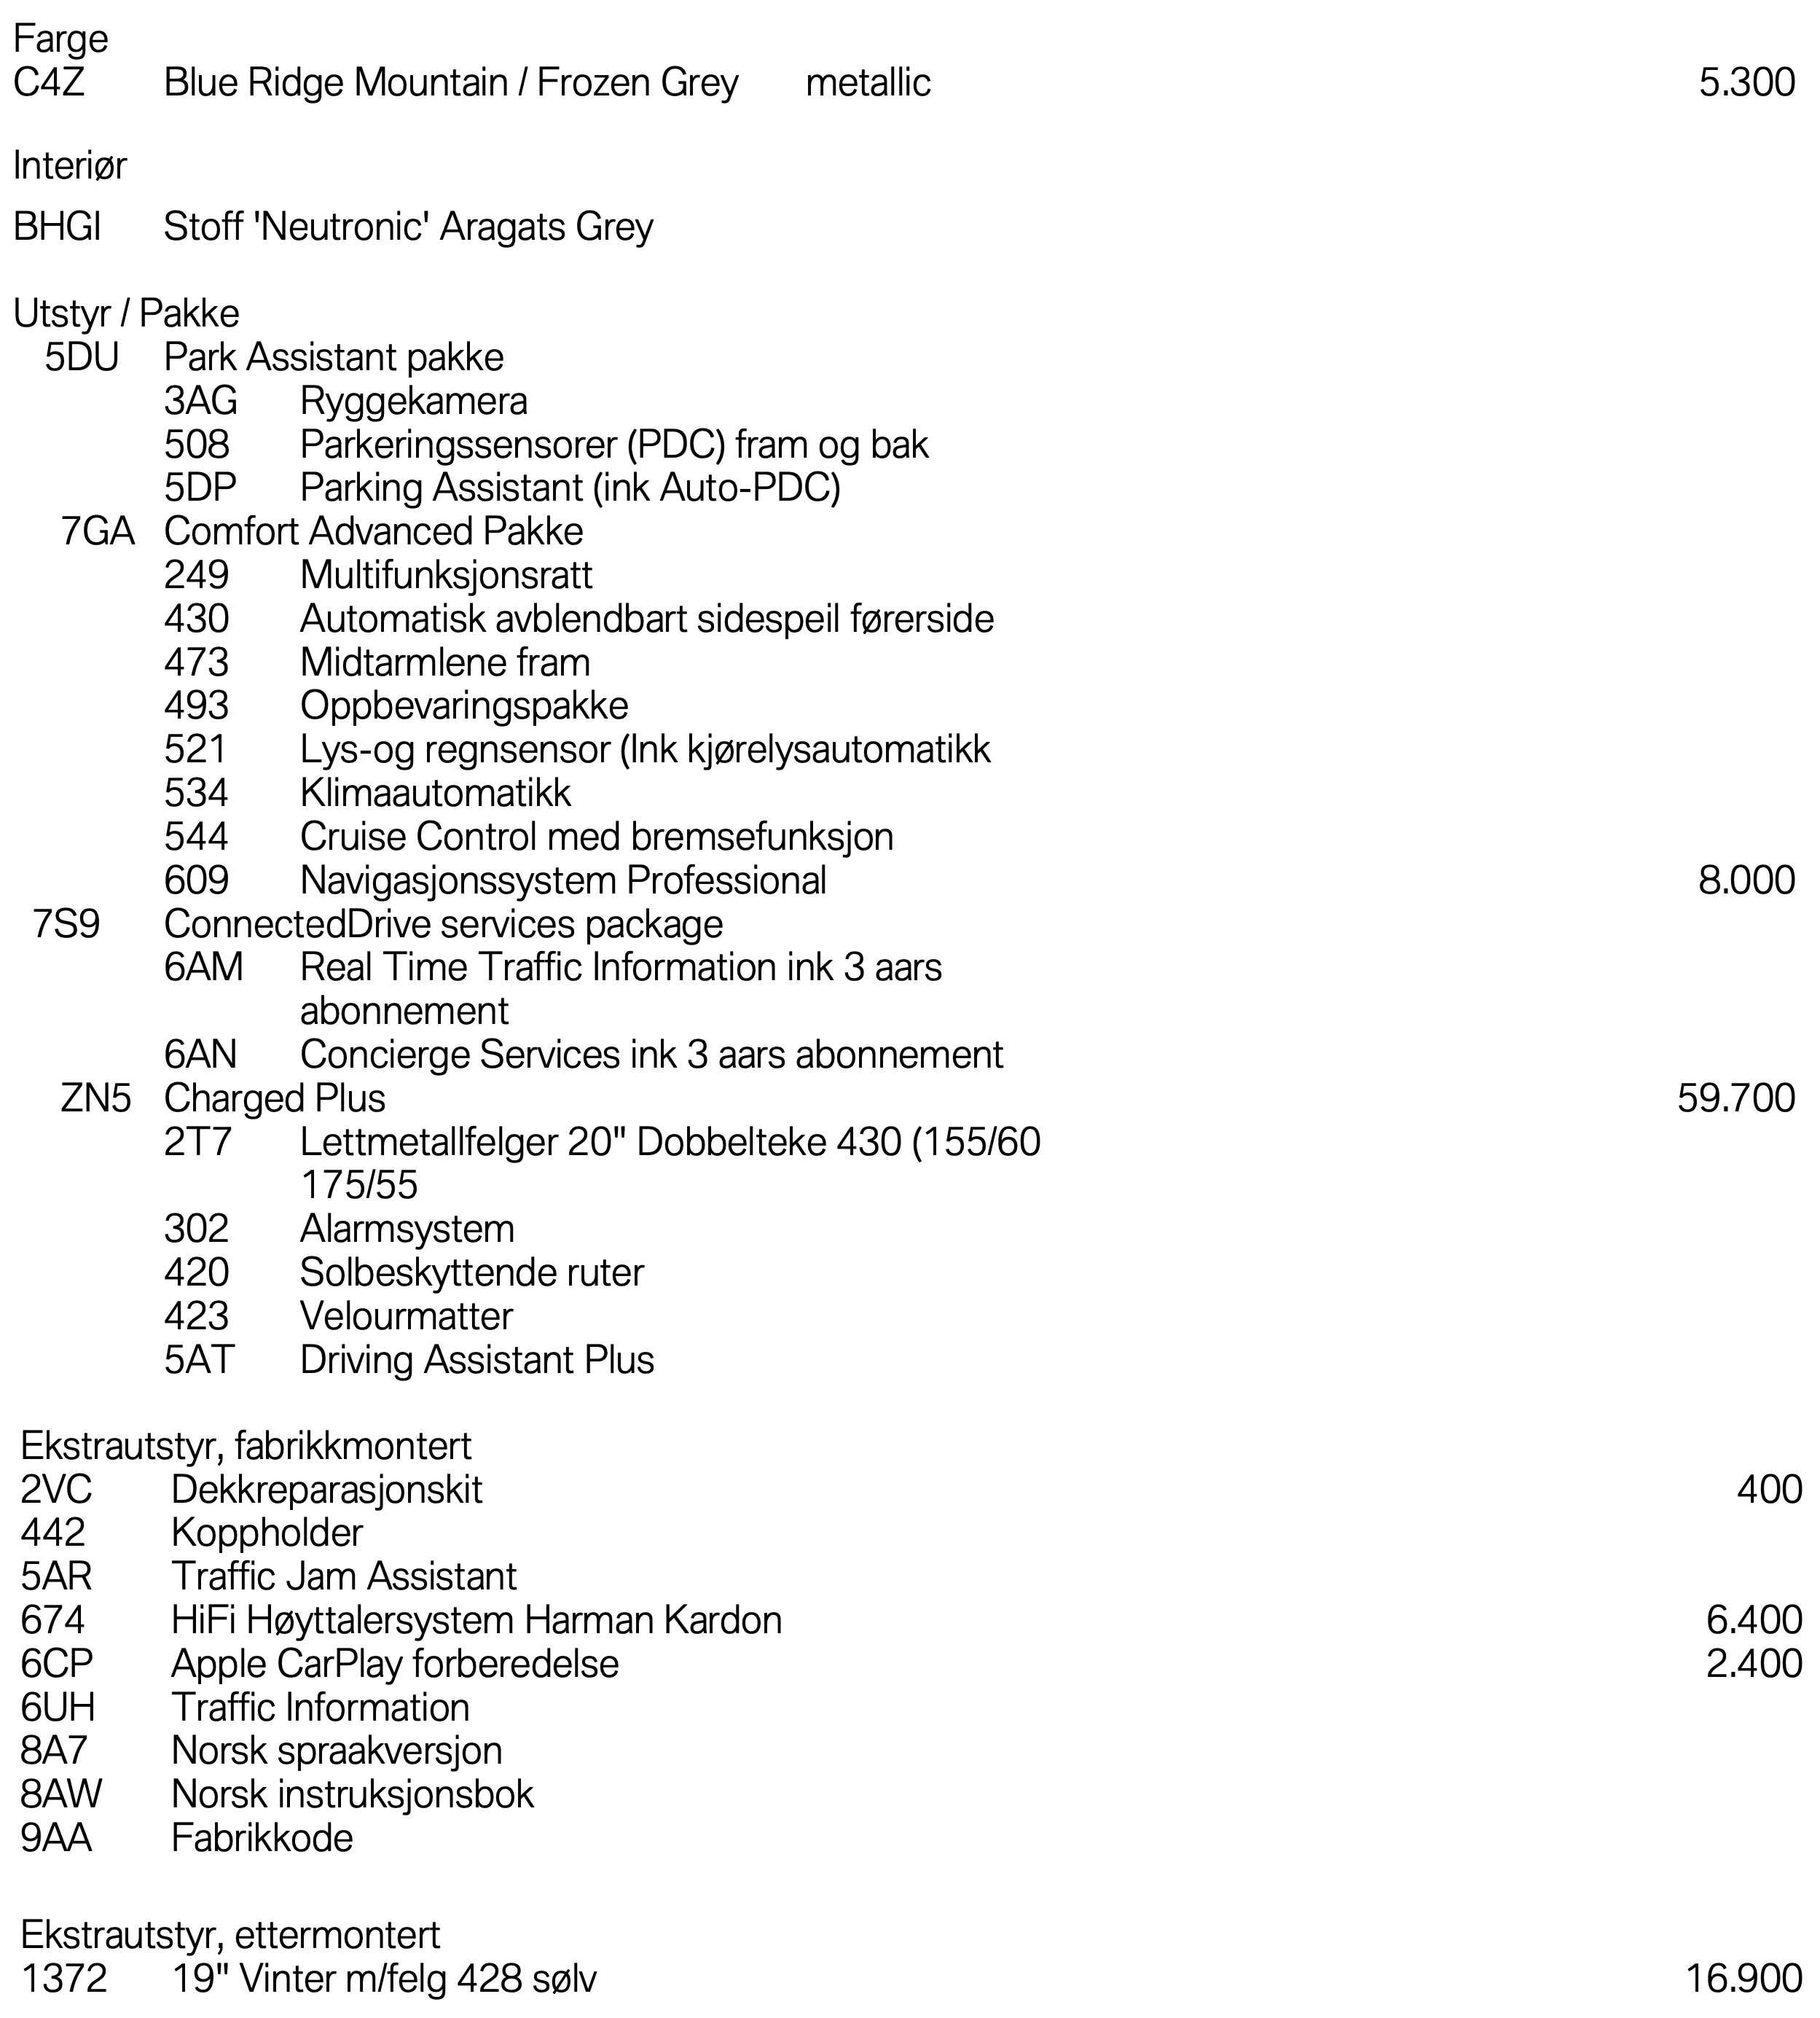 Farge
C4Z Blue Ridge Mountain / Frozen Grey metallic 5.300
Interiør
BHGI Stoff 'Neutronic' Aragats Grey
Utstyr / Pakke
5DU Park Assistant pakke
3AG Ryggekamera
508 Parkeringssensorer (PDC) fram og bak
5DP Parking Assistant (ink Auto-PDC)
7GA Comfort Advanced Pakke
249 Multifunksjonsratt
430 Automatisk avblendbart sidespeil førerside
473 Midtarmlene fram
493 Oppbevaringspakke
521 Lys-og regnsensor (Ink kjørelysautomatikk
534 Klimaautomatikk
544 Cruise Control med bremsefunksjon
609 Navigasjonssystem Professional 8.000
7S9 ConnectedDrive services package
6AM Real Time Traffic Information ink 3 aars
abonnement
6AN Concierge Services ink 3 aars abonnement
ZN5 Charged Plus 59.700
2T7 Lettmetallfelger 20" Dobbelteke 430 (155/60
175/55
302 Alarmsystem
420 Solbeskyttende ruter
423 Velourmatter
5AT Driving Assistant Plus
Ekstrautstyr, fabrikkmontert
2VC Dekkreparasjonskit 400
442 Koppholder
5AR Traffic Jam Assistant
674 HiFi Høyttalersystem Harman Kardon 6.400
6CP Apple CarPlay forberedelse 2.400
6UH Traffic Information
8A7 Norsk spraakversjon
8AW Norsk instruksjonsbok
9AA Fabrikkode
Ekstrautstyr, ettermontert
1372 19" Vinter m/felg 428 sølv 16.900